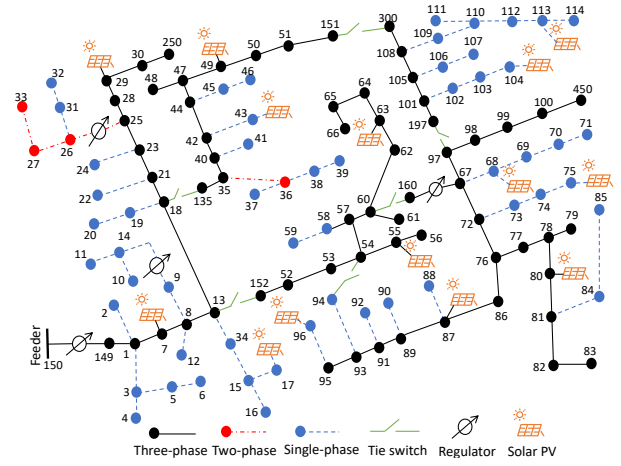 111 110 112 113 114
300
151
250 51 109 107
30 50 108
49 106
32 29 48 47 46 105 104
33 28 45 64 103 450
31 44 65 63 101 102 100
25 43 99 71
26 42 66 197 98 70
27 23 41 62 69
24 40 97 68
21 39 160 67 75
22 35 38 85
18 135 36 60 74
19 37 57 61 72 73 79
20 58 78
14 59 55 56 77
11 54 76 80
10 9 53 88 84
2 152 52 94 90 81
13 92 86
8 96
Feeder 34 87
149 1 7 89
150 12 17 91 83
93 82
3 5 6 15 95
4 16
Three-phase Two-phase Single-phase Tie switch Regulator Solar PV